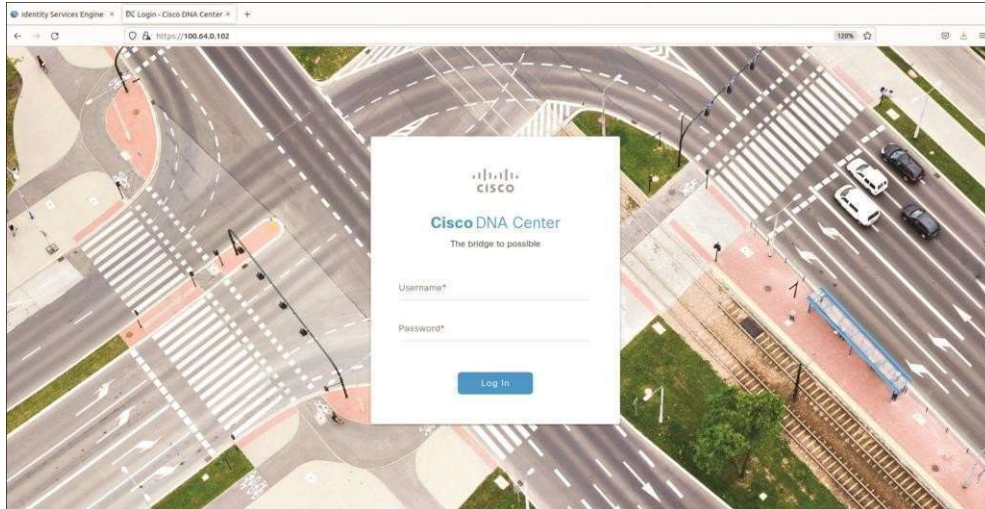 Identity Services Engine
Login - Cisco DNA Center
https://100.64.0.102
120%
CISCO
Cisco DNA Center
The bridge to possible
Username*
Password*
Log In